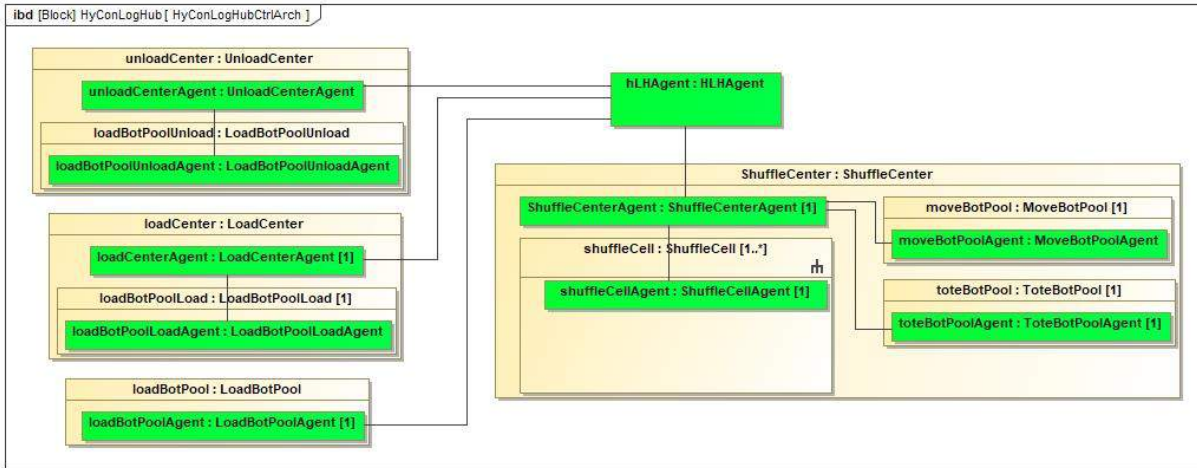 ibd [Block] HyConLogHub [ HyConLogHubCtrlArch ]
unloadCenter : UnloadCenter
unloadCenterAgent : UnloadCenterAgent
loadBotPoolUnload : LoadBotPoolUnload
loadBotPoolUnloadAgent : LoadBotPoolUnloadAgent
loadCenter : LoadCenter
loadCenterAgent : LoadCenterAgent [1]
loadBotPoolLoad : LoadBotPoolLoad [1]
loadBotPoolLoadAgent : LoadBotPoolLoadAgent
loadBotPool : LoadBotPool
loadBotPoolAgent : LoadBotPoolAgent [1]
hLHAgent : HLHAgent
ShuffleCenter : ShuffleCenter
ShuffleCenterAgent : ShuffleCenterAgent [1]
shuffleCell : ShuffleCell [1..*]
shuffleCellAgent : ShuffleCellAgent [1]
moveBotPool : MoveBotPool [1]
moveBotPoolAgent : MoveBotPoolAgent
toteBotPool : ToteBotPool [1]
toteBotPoolAgent : ToteBotPoolAgent [1]